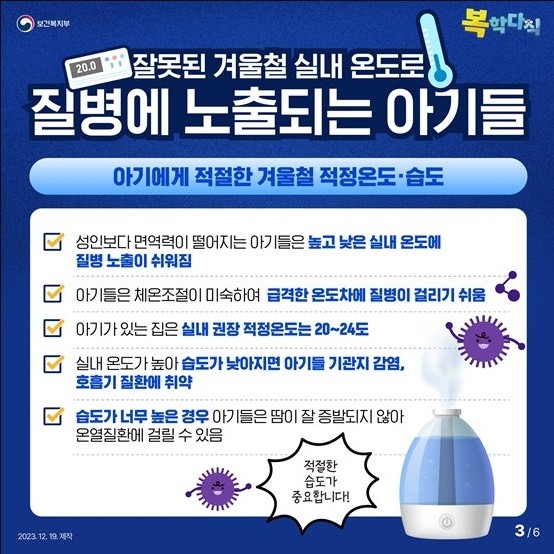 보건복지부
복학다식
20.0
잘못된 겨울철 실내 온도로
질병에 노출되는 아기들
아기에게 적절한 겨울철 적정온도·습도
성인보다 면역력이 떨어지는 아기들은 높고 낮은 실내 온도에
질병 노출이 쉬워짐
아기들은 체온조절이 미숙하여 급격한 온도차에 질병이 걸리기 쉬움
아기가 있는 집은 실내 권장 적정온도는 20~24도
실내 온도가 높아 습도가 낮아지면 아기들 기관지 감염,
호흡기 질환에 취약
습도가 너무 높은 경우 아기들은 땀이 잘 증발되지 않아
온열질환에 걸릴 수 있음
적절한
습도가
중요합니다!
2023. 12. 19. 제작
3 / 6